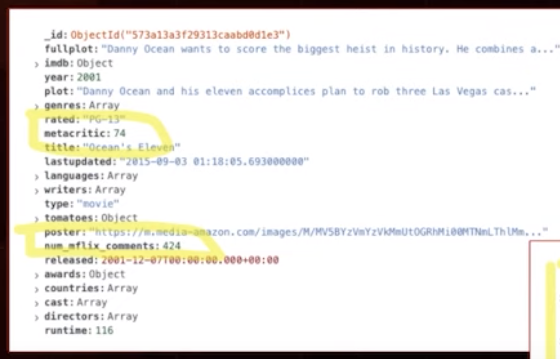 _id: ObjectId("573a13a3f29313caabd0d1e3")
fullplot: "Danny Ocean wants to score the biggest heist in history. He combines a..."
> imdb: Object
year: 2001
plot: "Danny Ocean and his eleven accomplices plan to rob three Las Vegas cas..."
> genres: Array
rated: "PG-13"
metacritic: 74
title: "Ocean's Eleven"
lastupdated: "2015-09-03 01:18:05.693000000"
> languages: Array
> writers: Array
type: "movie"
> tomatoes: Object
poster: "https://m.media-amazon.com/images/M/MV5BYzVmYzVkMmUtOGRhMi00MTNmLThlMm..."
num_mflix_comments: 424
released: 2001-12-07T00:00:00.000+00:00
> awards: Object
> countries: Array
> cast: Array
> directors: Array
runtime: 116